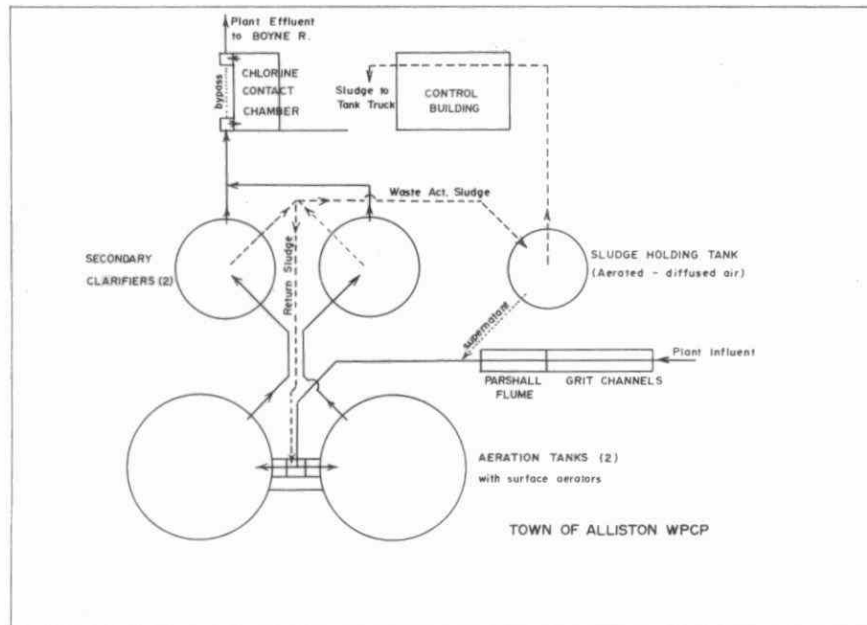 Plant Effluent
to BOYNE R.
bypass
CHLORINE
CONTACT
CHAMBER
Sludge to
Tank Truck
CONTROL
BUILDING
Waste Act. Sludge
SECONDARY
CLARIFIERS (2)
Return Sludge
SLUDGE HOLDING TANK
(Aerated - diffused air)
supernatant
Plant Influent
PARSHALL
FLUME
GRIT CHANNELS
AERATION TANKS (2)
with surface aerators
TOWN OF ALLISTON WPCP